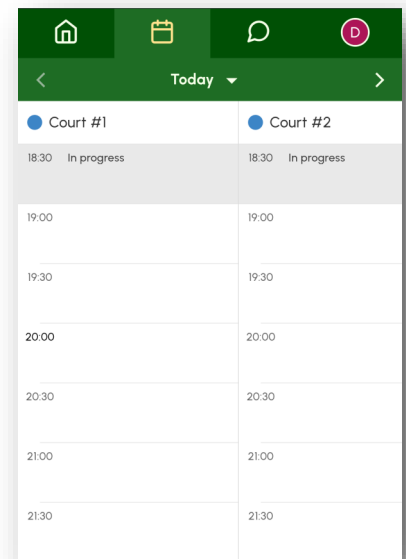 D
Today
Court #1 Court #2
18:30 In progress 18:30 In progress
19:00 19:00
19:30 19:30
20:00 20:00
20:30 20:30
21:00 21:00
21:30 21:30